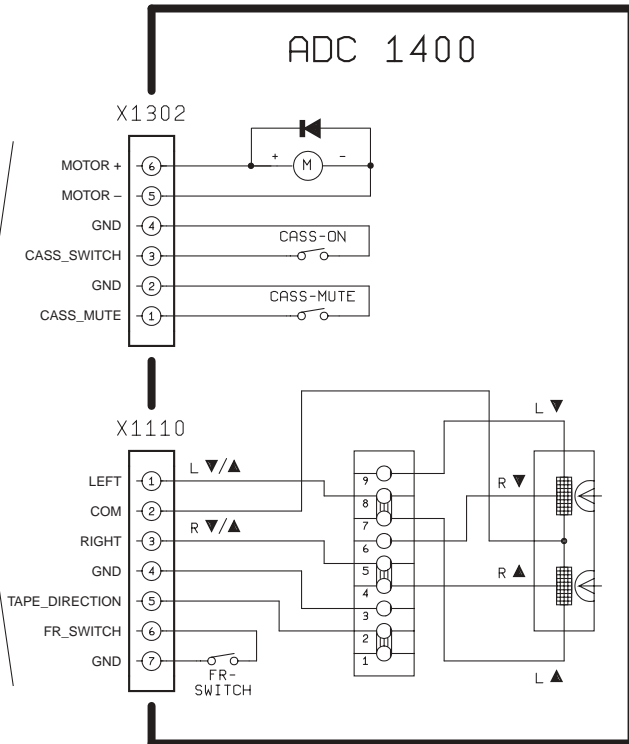 ADC 1400
X1302
MOTOR + 6
+ M –
MOTOR – 5
GND 4
CASS-ON
CASS_SWITCH 3
GND 2
CASS-MUTE
CASS_MUTE 1
X1110
L ▼
L ▼/▲
LEFT 1
9
R ▼
8
COM 2
7
R ▼/▲
RIGHT 3
6
GND 4
5
R ▲
4
TAPE_DIRECTION 5
3
FR_SWITCH 6
2
GND 7
1
FR-
SWITCH
L ▲